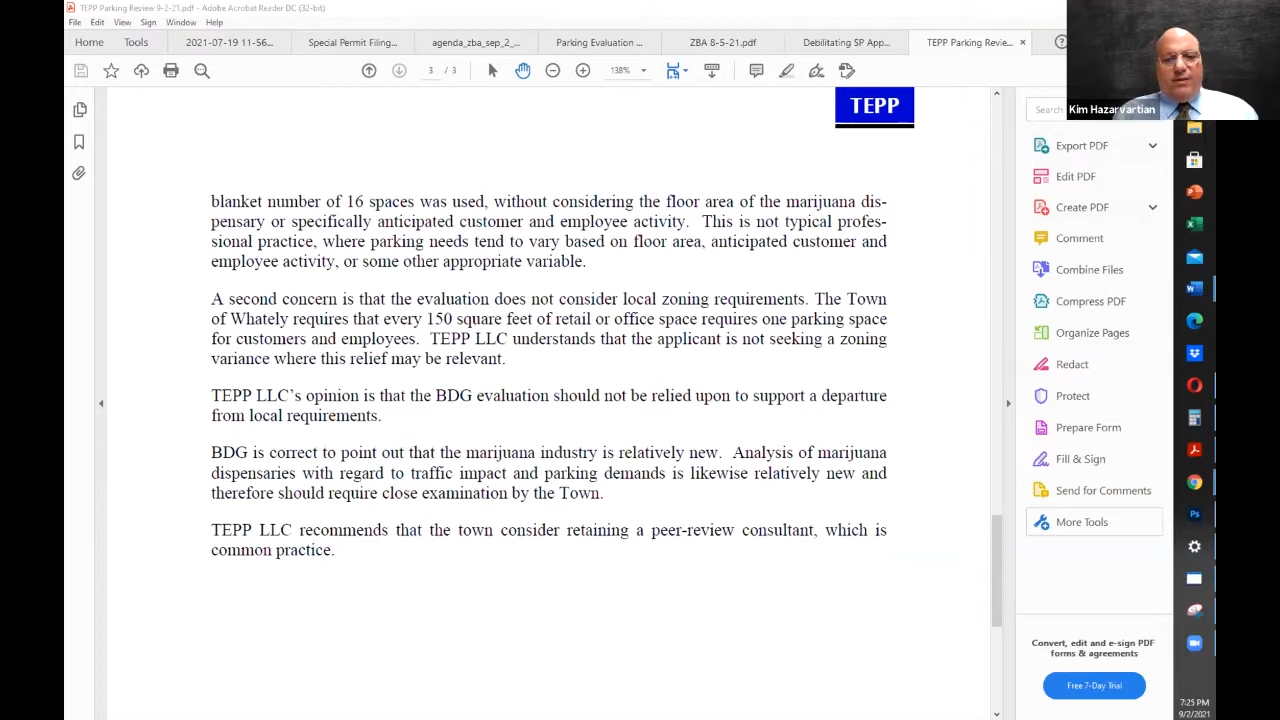 TEPP Parking Review 9-2-21.pdf - Adobe Acrobat Reader DC (32-bit)
File Edit View Sign Window Help
Home Tools 2021-07-19 11-56... Special Permit Filing... agenda_zba_sep_2_... Parking Evaluation ... ZBA 8-5-21.pdf Debilitating SP App... TEPP Parking Revie... ×
3 / 3 138%
Kim Hazarvartian
TEPP
blanket number of 16 spaces was used, without considering the floor area of the marijuana dis-
pensary or specifically anticipated customer and employee activity. This is not typical profes-
sional practice, where parking needs tend to vary based on floor area, anticipated customer and
employee activity, or some other appropriate variable.
A second concern is that the evaluation does not consider local zoning requirements. The Town
of Whately requires that every 150 square feet of retail or office space requires one parking space
for customers and employees. TEPP LLC understands that the applicant is not seeking a zoning
variance where this relief may be relevant.
TEPP LLC's opinion is that the BDG evaluation should not be relied upon to support a departure
from local requirements.
BDG is correct to point out that the marijuana industry is relatively new. Analysis of marijuana
dispensaries with regard to traffic impact and parking demands is likewise relatively new and
therefore should require close examination by the Town.
TEPP LLC recommends that the town consider retaining a peer-review consultant, which is
common practice.
Search
Export PDF
Edit PDF
Create PDF
Comment
Combine Files
Compress PDF
Organize Pages
Redact
Protect
Prepare Form
Fill & Sign
Send for Comments
More Tools
Convert, edit and e-sign PDF
forms & agreements
Free 7-Day Trial
7:25 PM
9/2/2021